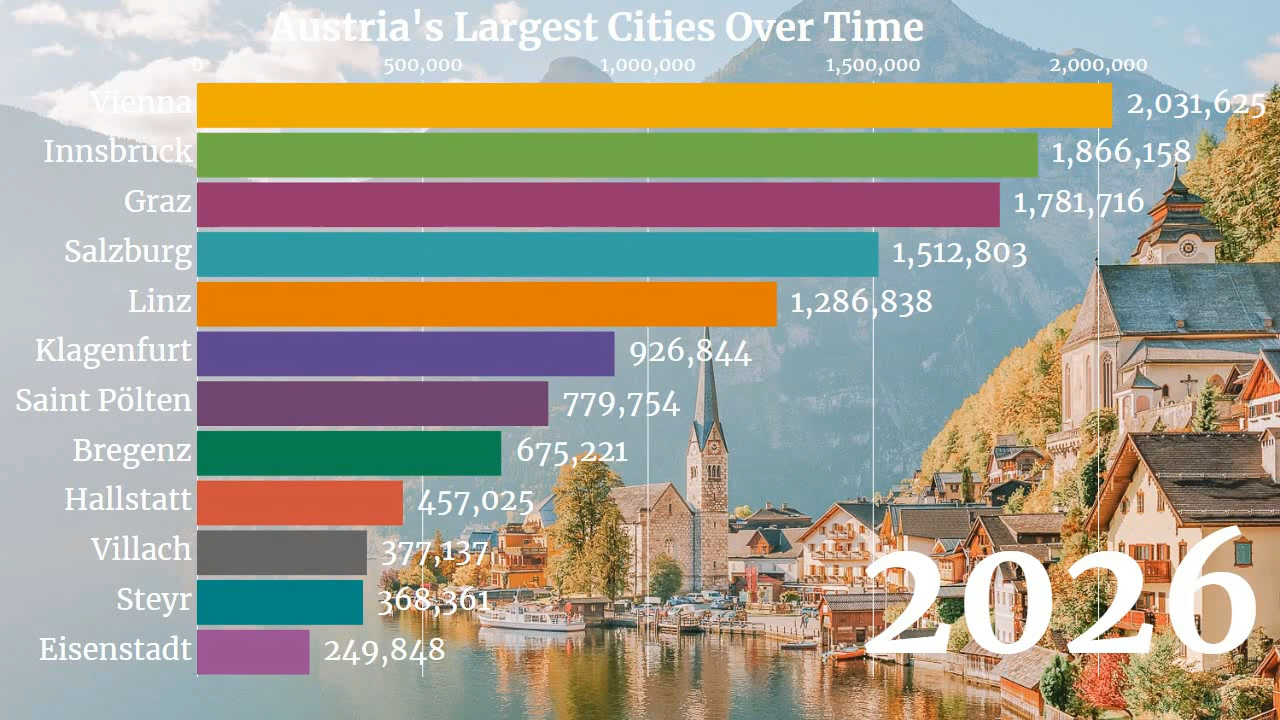 Austria's Largest Cities Over Time
0 500,000 1,000,000 1,500,000 2,000,000
Vienna 2,031,625
Innsbruck 1,866,158
Graz 1,781,716
Salzburg 1,512,803
Linz 1,286,838
Klagenfurt 926,844
Saint Pölten 779,754
Bregenz 675,221
Hallstatt 457,025
Villach 377,137
Steyr 368,361
Eisenstadt 249,848
2026